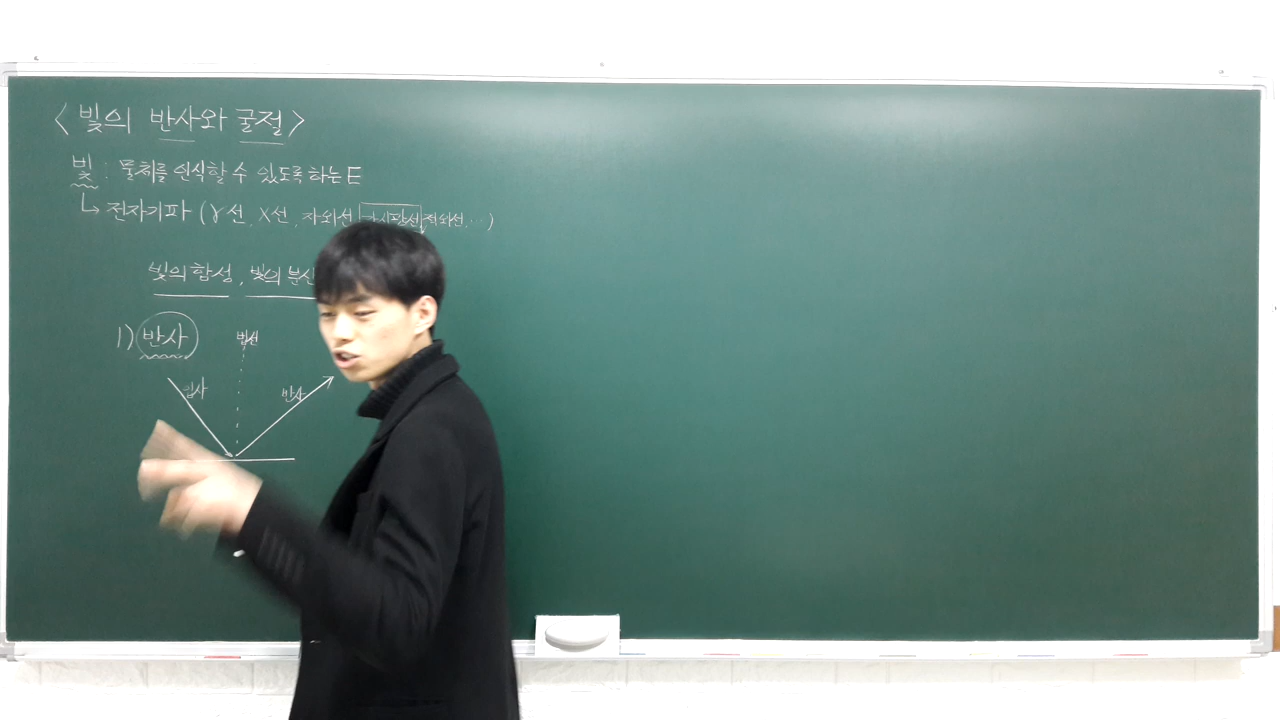 <빛의 반사와 굴절>
빛 : 물체를 인식할 수 있도록 하는 E
↳ 전자기파 (γ선, X선, 자외선, 가시광선, 적외선, …)
빛의 합성, 빛의 분산
1) 반사
법선
입사
반사